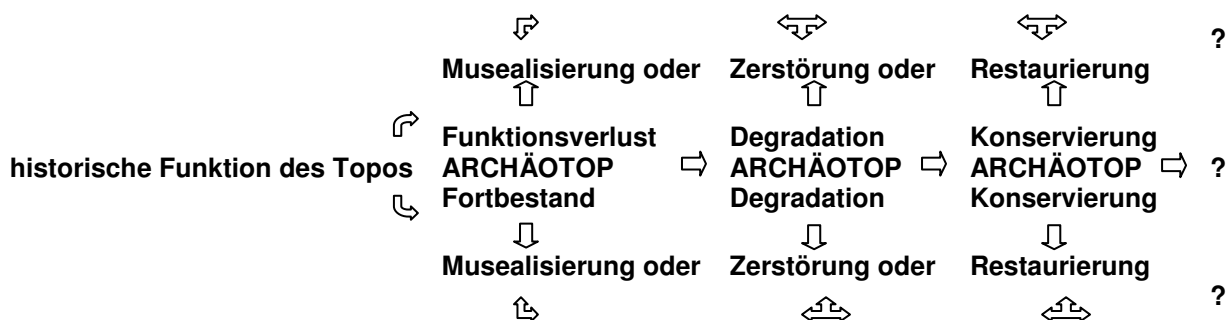 ?
Musealisierung oder Zerstörung oder Restaurierung
Funktionsverlust Degradation Konservierung
historische Funktion des Topos ARCHÄOTOP ARCHÄOTOP ARCHÄOTOP ?
Fortbestand Degradation Konservierung
Musealisierung oder Zerstörung oder Restaurierung
?